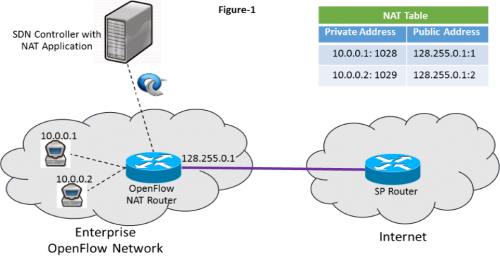 Figure-1
SDN Controller with
NAT Application
NAT Table
Private Address Public Address
10.0.0.1: 1028 128.255.0.1:1
10.0.0.2: 1029 128.255.0.1:2
10.0.0.1
128.255.0.1
10.0.0.2
OpenFlow
NAT Router
SP Router
Enterprise
OpenFlow Network
Internet